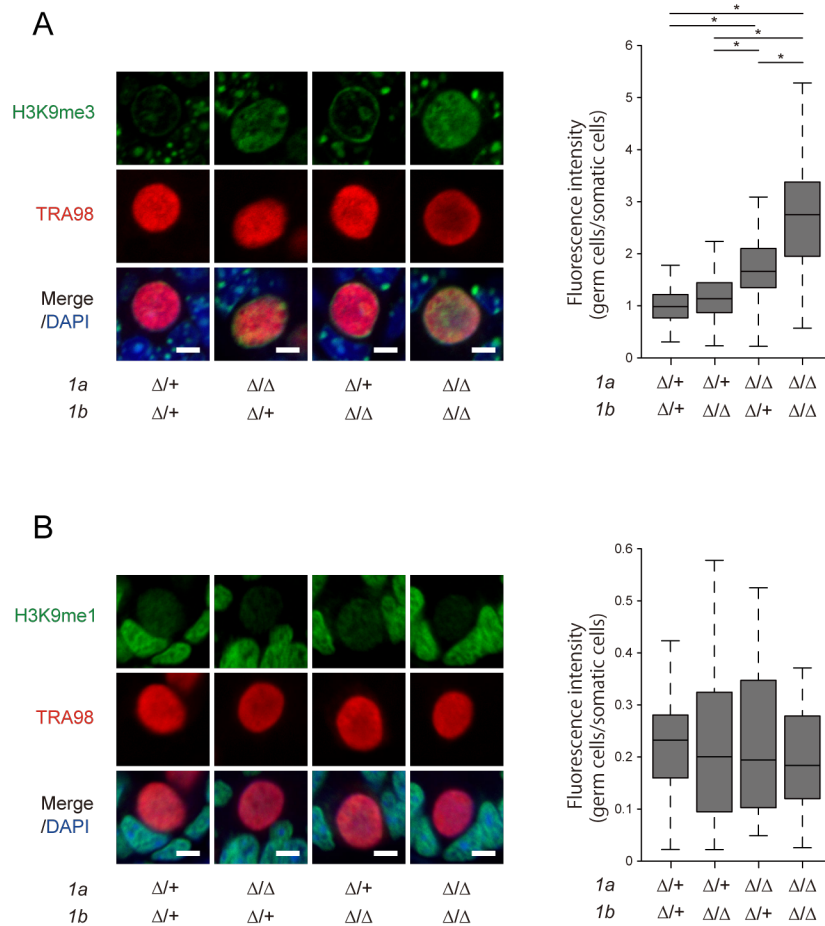 A
H3K9me3
TRA98
Merge
/DAPI
1a Δ/+ Δ/Δ Δ/+ Δ/Δ
1b Δ/+ Δ/+ Δ/Δ Δ/Δ
Fluorescence intensity
(germ cells/somatic cells)
* 
* *
* *
6
5
4
3
2
1
0
1a Δ/+ Δ/+ Δ/Δ Δ/Δ
1b Δ/+ Δ/Δ Δ/+ Δ/Δ
B
H3K9me1
TRA98
Merge
/DAPI
1a Δ/+ Δ/Δ Δ/+ Δ/Δ
1b Δ/+ Δ/+ Δ/Δ Δ/Δ
Fluorescence intensity
(germ cells/somatic cells)
0.6
0.5
0.4
0.3
0.2
0.1
0
1a Δ/+ Δ/+ Δ/Δ Δ/Δ
1b Δ/+ Δ/Δ Δ/+ Δ/Δ